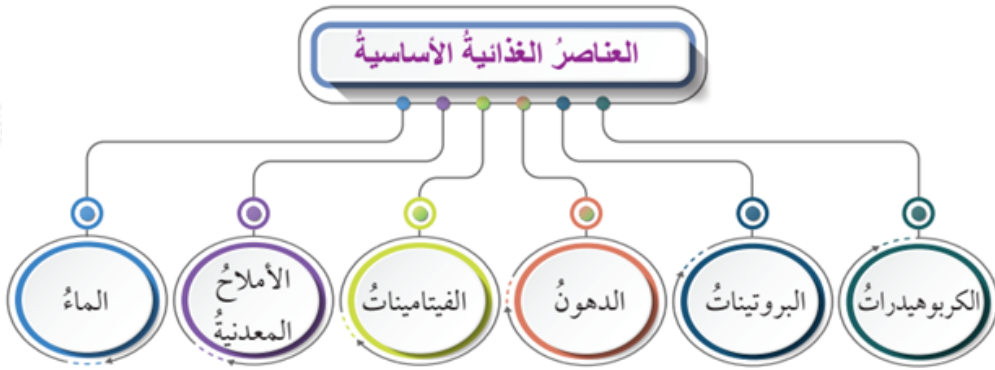 العناصرُ الغذائيةُ الأساسيةُ
الكربوهيدراتُ
البروتيناتُ
الدهونُ
الفيتاميناتُ
الأملاحُ
المعدنيةُ
الماءُ